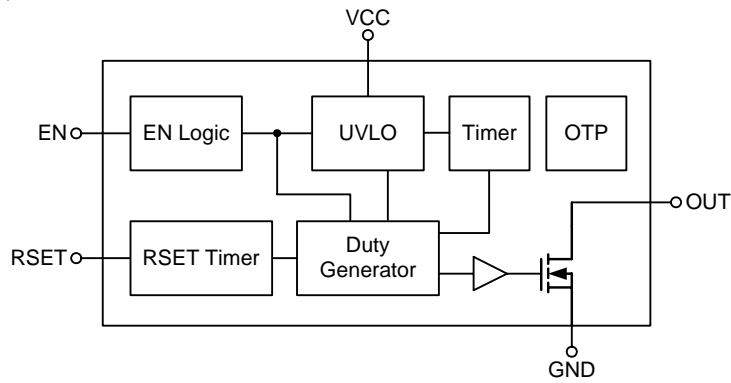 VCC
EN
EN Logic
UVLO
Timer
OTP
OUT
RSET
RSET Timer
Duty
Generator
GND